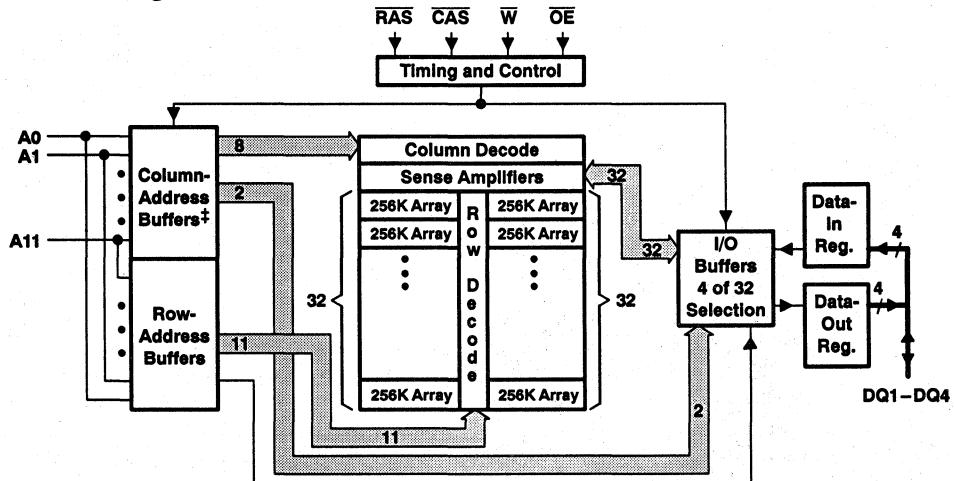 RAS CAS W OE
Timing and Control
A0
A1
A11
Column-
Address
Buffers‡
Row-
Address
Buffers
8
2
11
11
2
Column Decode
Sense Amplifiers
256K Array
256K Array
256K Array
Row Decode
256K Array
256K Array
256K Array
32
32
32
32
I/O
Buffers
4 of 32
Selection
Data-
In
Reg.
Data-
Out
Reg.
4
4
DQ1–DQ4